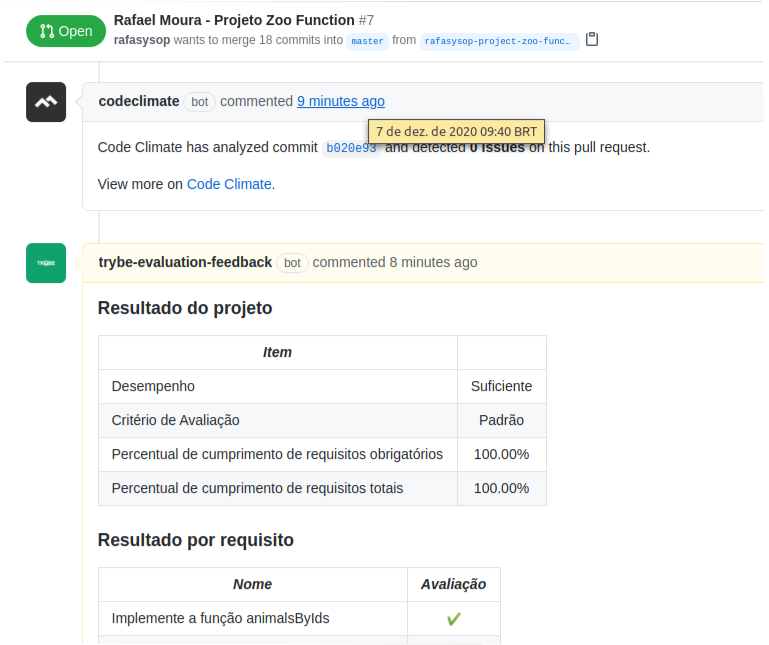 Open
Rafael Moura - Projeto Zoo Function #7
rafasysop wants to merge 18 commits into master from rafasysop-project-zoo-func…
codeclimate bot commented 9 minutes ago
7 de dez. de 2020 09:40 BRT
Code Climate has analyzed commit b020e93 and detected 0 issues on this pull request.
View more on Code Climate.
TRYBE
trybe-evaluation-feedback bot commented 8 minutes ago
Resultado do projeto
Item
Desempenho Suficiente
Critério de Avaliação Padrão
Percentual de cumprimento de requisitos obrigatórios 100.00%
Percentual de cumprimento de requisitos totais 100.00%
Resultado por requisito
Nome Avaliação
Implemente a função animalsByIds ✔